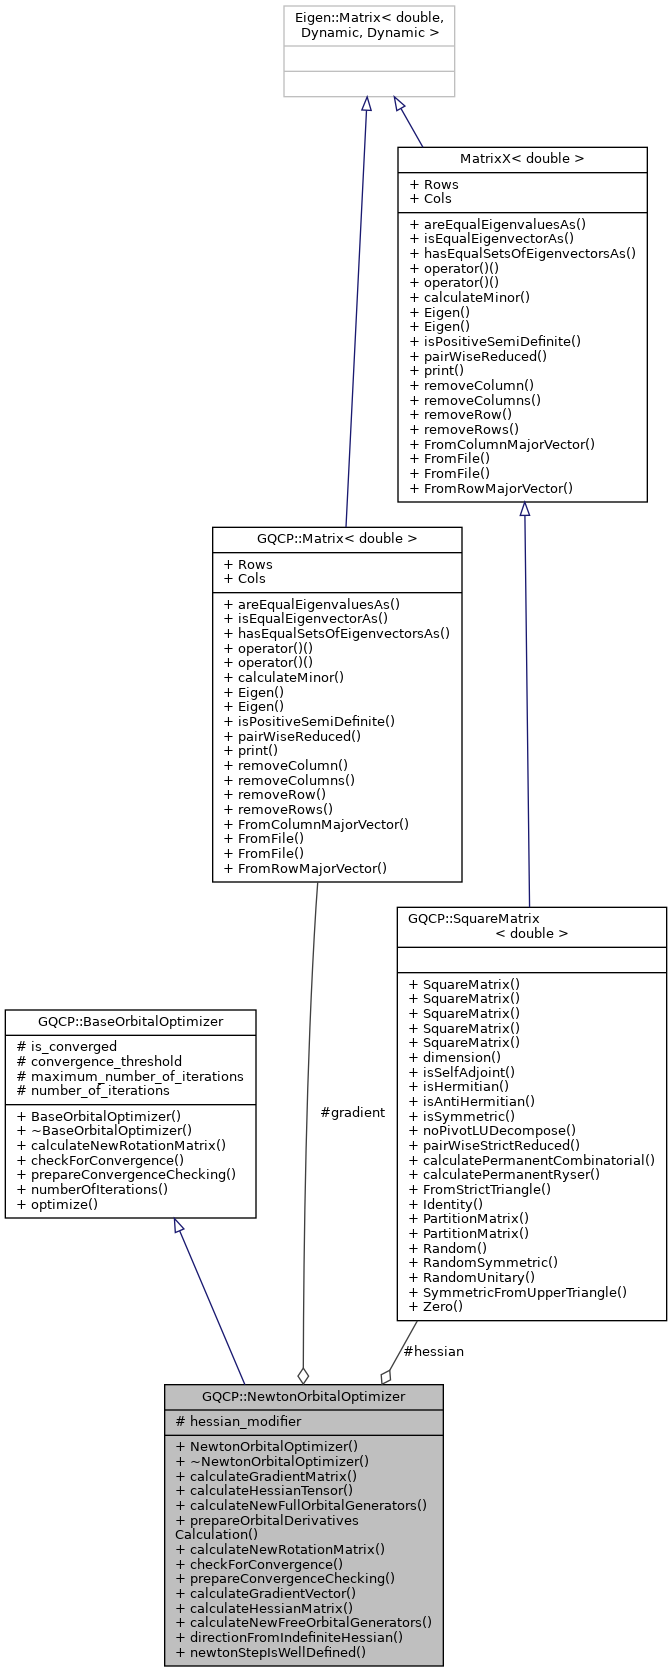 Eigen::Matrix< double,
Dynamic, Dynamic >
MatrixX< double >
+ Rows
+ Cols
+ areEqualEigenvaluesAs()
+ isEqualEigenvectorAs()
+ hasEqualSetsOfEigenvectorsAs()
+ operator()()
+ operator()()
+ calculateMinor()
+ Eigen()
+ Eigen()
+ isPositiveSemiDefinite()
+ pairWiseReduced()
+ print()
+ removeColumn()
+ removeColumns()
+ removeRow()
+ removeRows()
+ FromColumnMajorVector()
+ FromFile()
+ FromFile()
+ FromRowMajorVector()
GQCP::Matrix< double >
+ Rows
+ Cols
+ areEqualEigenvaluesAs()
+ isEqualEigenvectorAs()
+ hasEqualSetsOfEigenvectorsAs()
+ operator()()
+ operator()()
+ calculateMinor()
+ Eigen()
+ Eigen()
+ isPositiveSemiDefinite()
+ pairWiseReduced()
+ print()
+ removeColumn()
+ removeColumns()
+ removeRow()
+ removeRows()
+ FromColumnMajorVector()
+ FromFile()
+ FromFile()
+ FromRowMajorVector()
GQCP::SquareMatrix
< double >
+ SquareMatrix()
+ SquareMatrix()
+ SquareMatrix()
+ SquareMatrix()
+ SquareMatrix()
+ dimension()
+ isSelfAdjoint()
+ isHermitian()
+ isAntiHermitian()
+ isSymmetric()
+ noPivotLUDecompose()
+ pairWiseStrictReduced()
+ calculatePermanentCombinatorial()
+ calculatePermanentRyser()
+ FromStrictTriangle()
+ Identity()
+ PartitionMatrix()
+ PartitionMatrix()
+ Random()
+ RandomSymmetric()
+ RandomUnitary()
+ SymmetricFromUpperTriangle()
+ Zero()
GQCP::BaseOrbitalOptimizer
# is_converged
# convergence_threshold
# maximum_number_of_iterations
# number_of_iterations
+ BaseOrbitalOptimizer()
+ ~BaseOrbitalOptimizer()
+ calculateNewRotationMatrix()
+ checkForConvergence()
+ prepareConvergenceChecking()
+ numberOfIterations()
+ optimize()
#gradient
#hessian
GQCP::NewtonOrbitalOptimizer
# hessian_modifier
+ NewtonOrbitalOptimizer()
+ ~NewtonOrbitalOptimizer()
+ calculateGradientMatrix()
+ calculateHessianTensor()
+ calculateNewFullOrbitalGenerators()
+ prepareOrbitalDerivatives
Calculation()
+ calculateNewRotationMatrix()
+ checkForConvergence()
+ prepareConvergenceChecking()
+ calculateGradientVector()
+ calculateHessianMatrix()
+ calculateNewFreeOrbitalGenerators()
+ directionFromIndefiniteHessian()
+ newtonStepIsWellDefined()